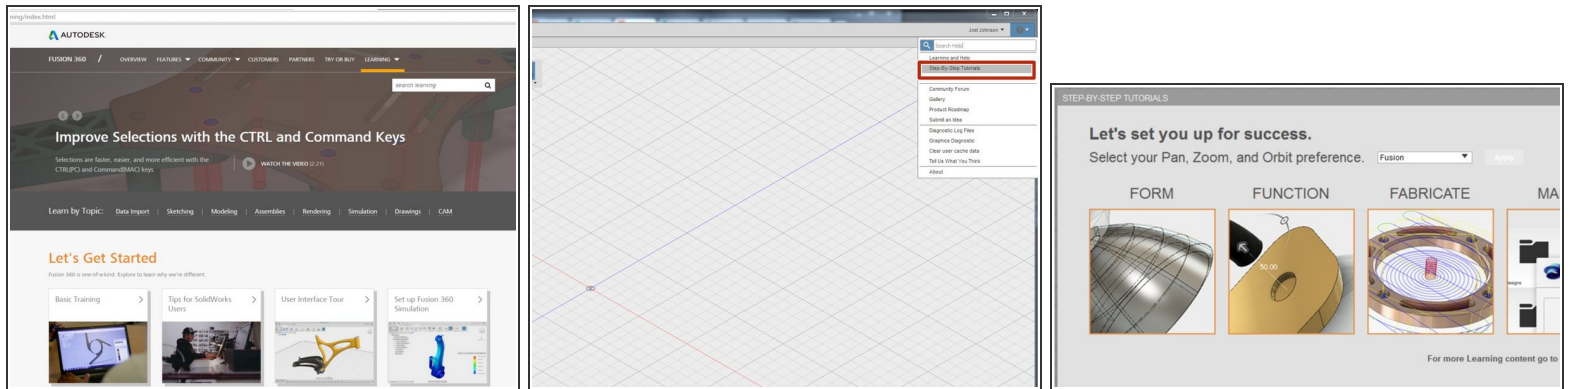 ning/index.html
AUTODESK.
FUSION 360 / OVERVIEW FEATURES COMMUNITY CUSTOMERS PARTNERS TRY OR BUY LEARNING
search learning
Improve Selections with the CTRL and Command Keys
Selections are faster, easier, and more efficient with the
CTRL(PC) and Command(MAC) keys
WATCH THE VIDEO (2:21)
Learn by Topic: Data Import | Sketching | Modeling | Assemblies | Rendering | Simulation | Drawings | CAM
Let's Get Started
Fusion 360 is one-of-a-kind. Explore to learn why we're different.
Basic Training
Tips for SolidWorks
Users
User Interface Tour
Set up Fusion 360
Simulation
Joel Johnson
Search Help
Learning and Help
Step-By-Step Tutorials
Community Forum
Gallery
Product Roadmap
Submit an Idea
Diagnostic Log Files
Graphics Diagnostic
Clear user cache data
Tell Us What You Think
About
STEP-BY-STEP TUTORIALS
Let's set you up for success.
Select your Pan, Zoom, and Orbit preference. Fusion Apply
FORM FUNCTION FABRICATE MA
50.00
For more Learning content go to